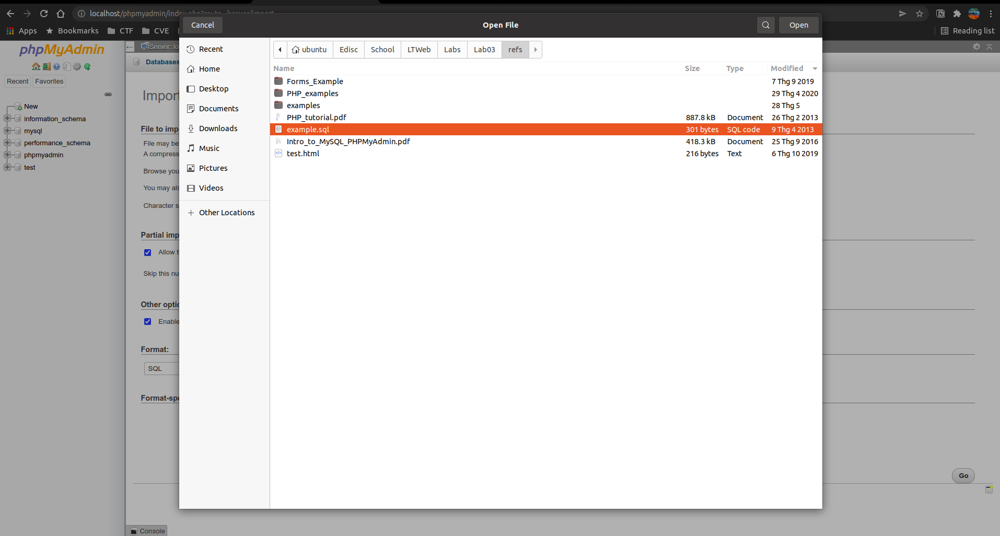 localhost/phpmyadmin/index.php?route=/server/import
Apps
Bookmarks
CTF
CVE
Reading list
Cancel
Open File
Open
phpMyAdmin
Recent
Favorites
New
information_schema
mysql
performance_schema
phpmyadmin
test
Server: lo
Databases
Import
File to impo
File may be
A compress
Browse you
You may als
Character s
Partial imp
Allow t
Skip this nu
Other optio
Enable
Format:
SQL
Format-spe
Go
Console
Recent
Home
Desktop
Documents
Downloads
Music
Pictures
Videos
Other Locations
ubuntu
Edisc
School
LTWeb
Labs
Lab03
refs
Name Size Type Modified
Forms_Example 7 Thg 9 2019
PHP_examples 29 Thg 4 2020
examples 28 Thg 5
PHP_tutorial.pdf 887.8 kB Document 26 Thg 2 2013
example.sql 301 bytes SQL code 9 Thg 4 2013
Intro_to_MySQL_PHPMyAdmin.pdf 418.3 kB Document 25 Thg 9 2016
test.html 216 bytes Text 6 Thg 10 2019